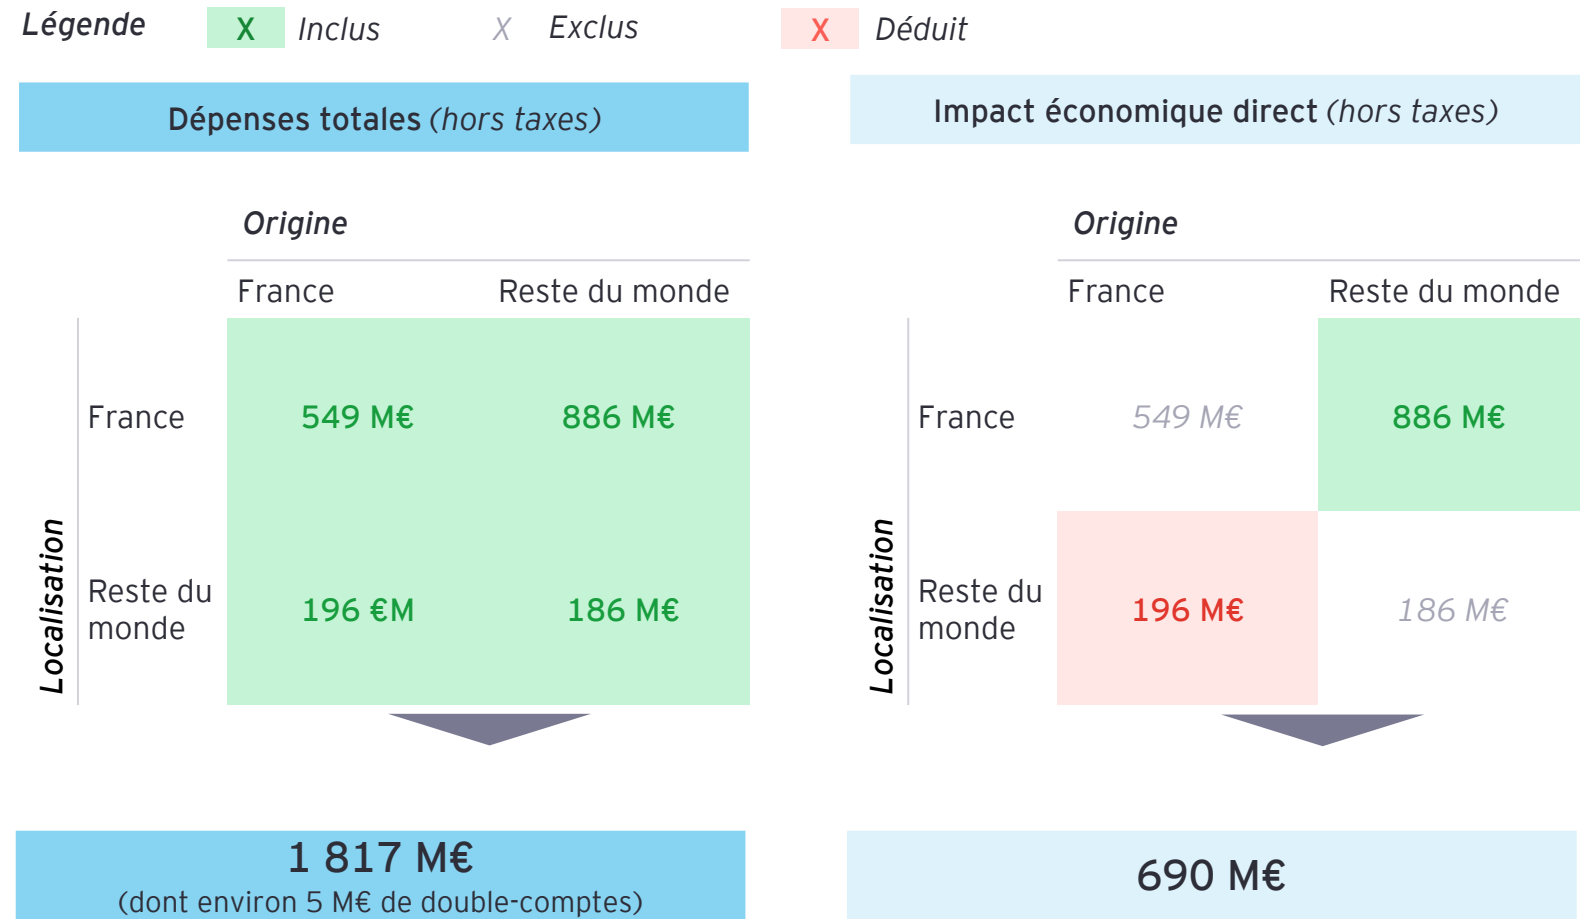 Légende X Inclus X Exclus X Déduit
Dépenses totales (hors taxes)
Origine
France Reste du monde
Localisation
France 549 M€ 886 M€
Reste du
monde
196 €M 186 M€
1 817 M€
(dont environ 5 M€ de double-comptes)
Impact économique direct (hors taxes)
Origine
France Reste du monde
Localisation
France 549 M€ 886 M€
Reste du
monde
196 M€ 186 M€
690 M€